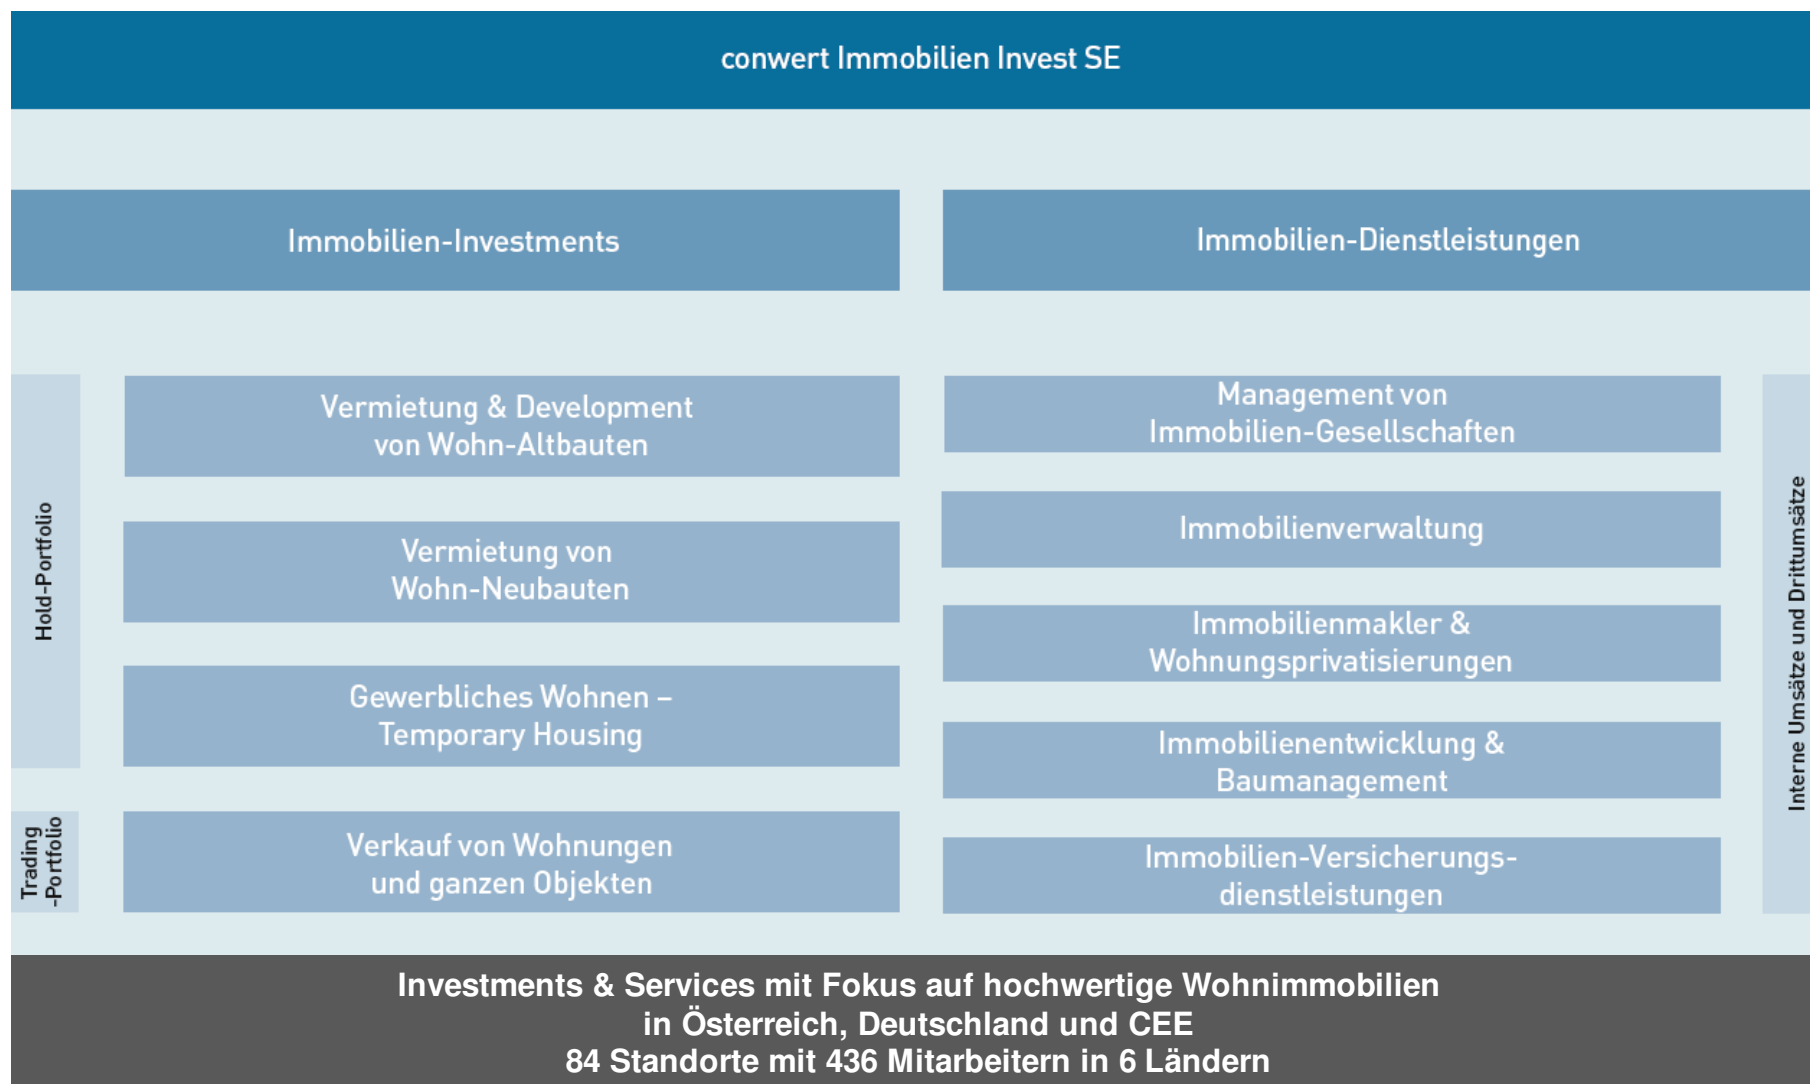 conwert Immobilien Invest SE
Immobilien-Investments
Immobilien-Dienstleistungen
Hold-Portfolio
Vermietung & Development
von Wohn-Altbauten
Vermietung von
Wohn-Neubauten
Gewerbliches Wohnen –
Temporary Housing
Trading
-Portfolio
Verkauf von Wohnungen
und ganzen Objekten
Management von
Immobilien-Gesellschaften
Immobilienverwaltung
Immobilienmakler &
Wohnungsprivatisierungen
Immobilienentwicklung &
Baumanagement
Immobilien-Versicherungs-
dienstleistungen
Interne Umsätze und Drittumsätze
Investments & Services mit Fokus auf hochwertige Wohnimmobilien
in Österreich, Deutschland und CEE
84 Standorte mit 436 Mitarbeitern in 6 Ländern